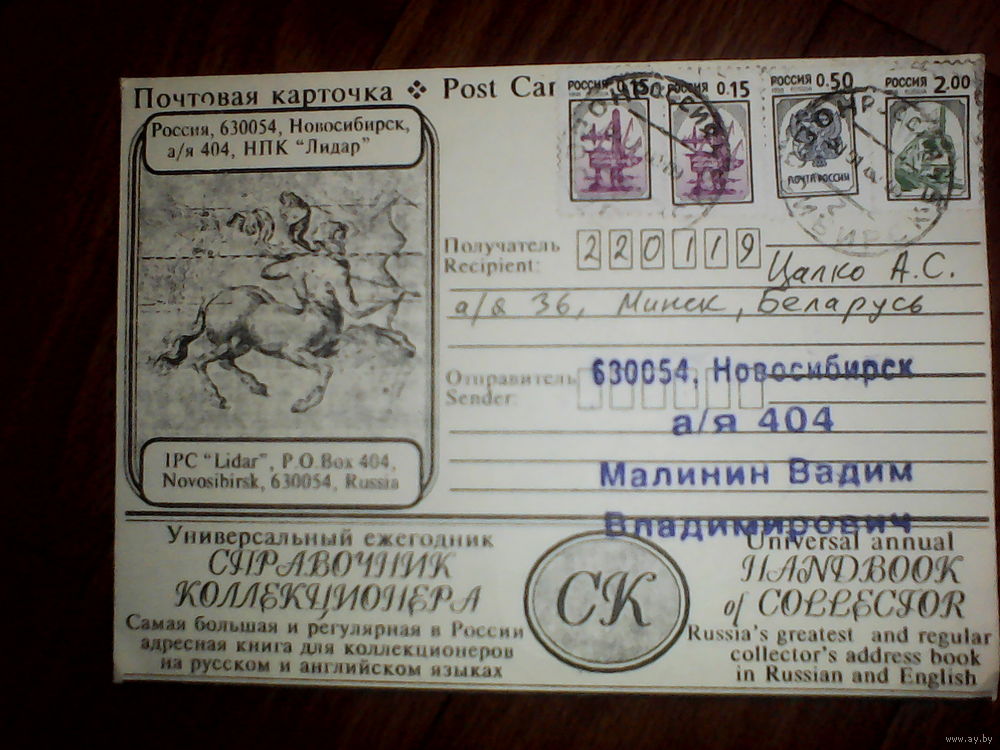 Почтовая карточка ❖ Post Car
РОССИЯ 0.15
РОССИЯ 0.15
РОССИЯ 0.50
ПОЧТА РОССИИ
РОССИЯ 2.00
Россия, 630054, Новосибирск,
а/я 404, НПК "Лидар"
Получатель
Recipient:
220119
Цалко А.С.
а/я 36, Минск, Беларусь
Отправитель
Sender:
630054, Новосибирск
а/я 404
Малинин Вадим
Владимирович
IPC "Lidar", P.O.Box 404,
Novosibirsk, 630054, Russia
Универсальный ежегодник
СПРАВОЧНИК
КОЛЛЕКЦИОНЕРА
Самая большая и регулярная в России
адресная книга для коллекционеров
на русском и английском языках
СК
Universal annual
HANDBOOK
of COLLECTOR
Russia's greatest and regular
collector's address book
in Russian and English
www.ay.by